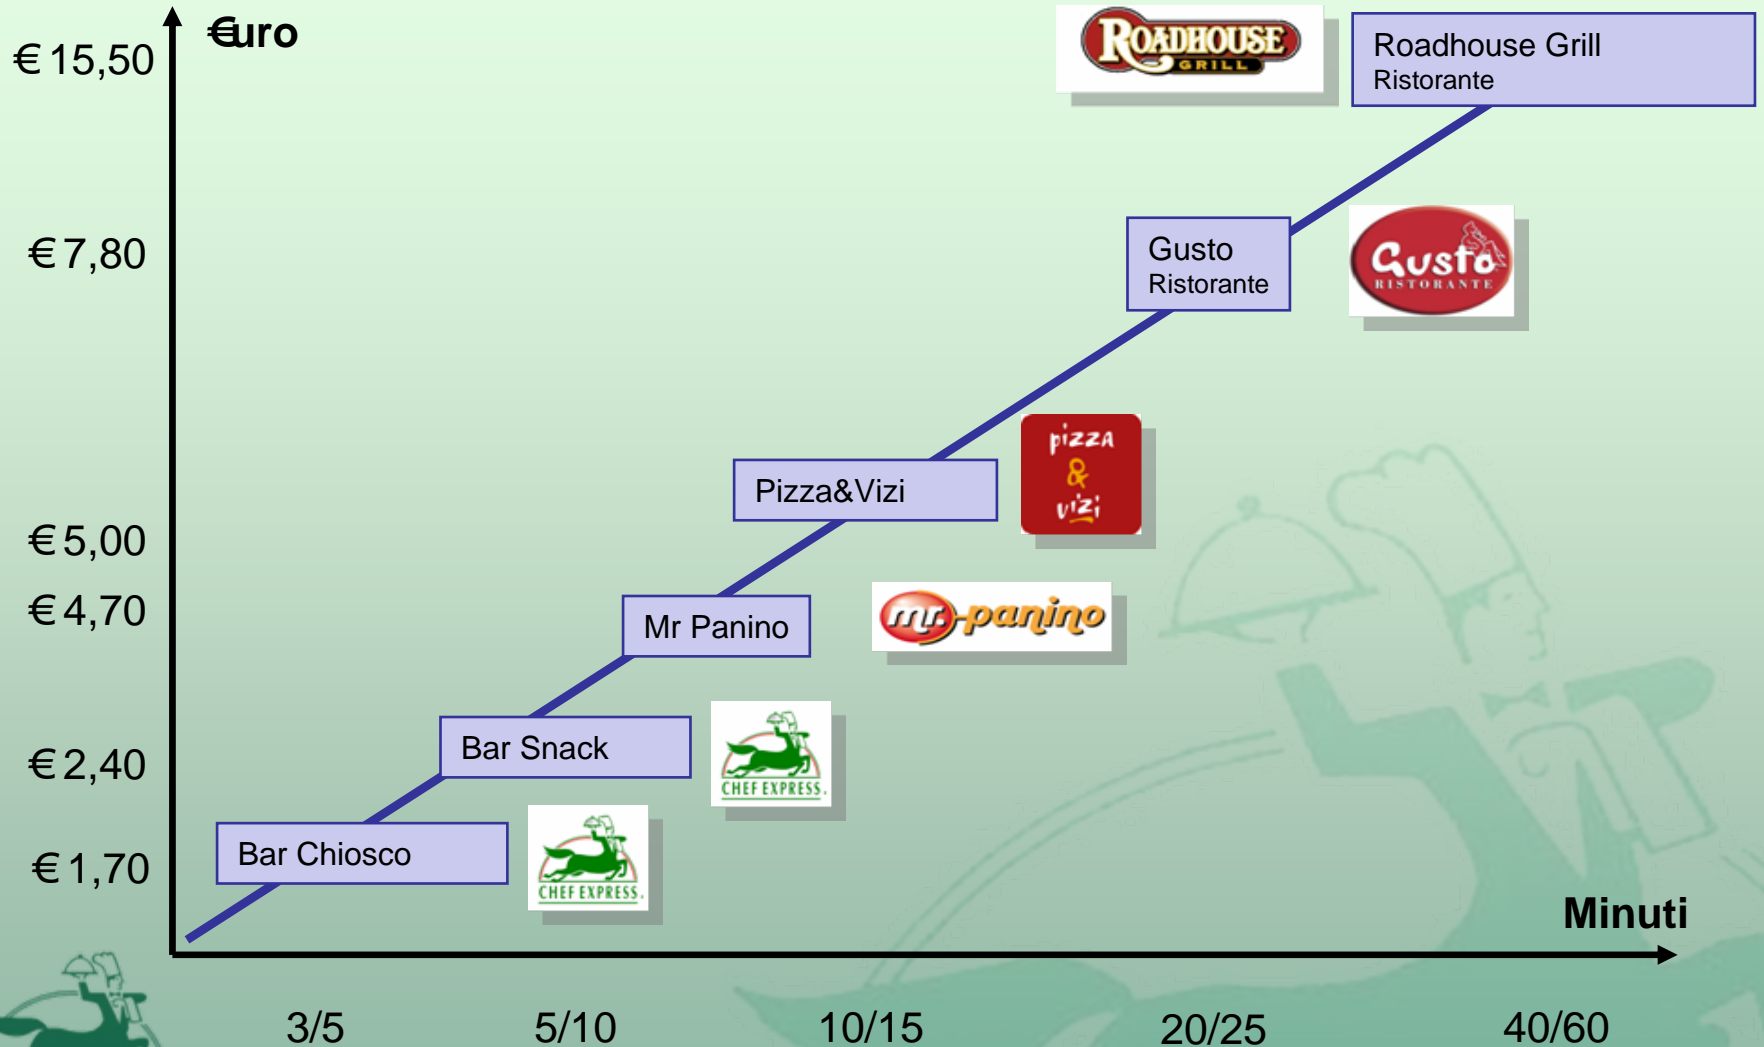 €uro
€ 15,50
ROADHOUSE
GRILL
Roadhouse Grill
Ristorante
€ 7,80
Gusto
Ristorante
Gusto
RISTORANTE
Pizza&Vizi
pizza
&
vizi
€ 5,00
€ 4,70
Mr Panino
mr.panino
Bar Snack
CHEF EXPRESS.
€ 2,40
Bar Chiosco
CHEF EXPRESS.
€ 1,70
Minuti
3/5
5/10
10/15
20/25
40/60